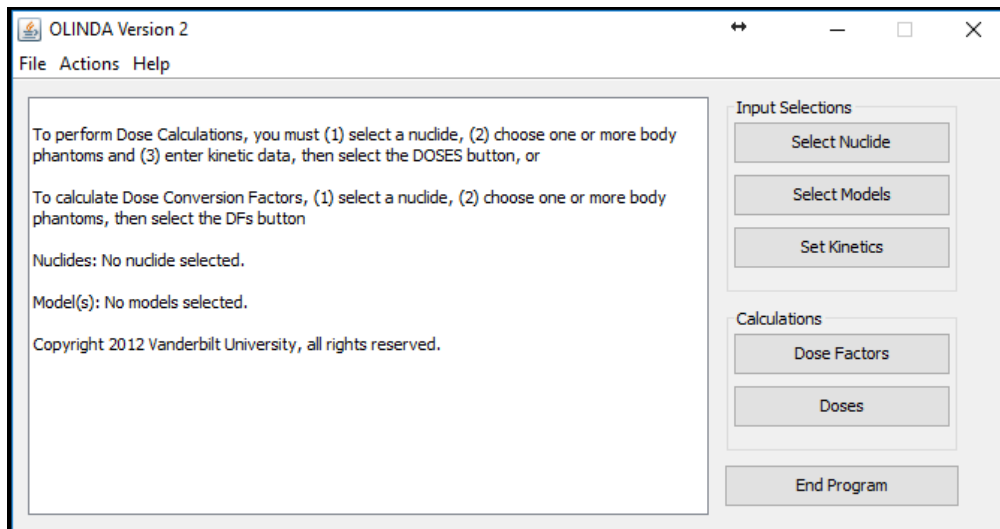 OLINDA Version 2
File Actions Help
To perform Dose Calculations, you must (1) select a nuclide, (2) choose one or more body
phantoms and (3) enter kinetic data, then select the DOSES button, or
To calculate Dose Conversion Factors, (1) select a nuclide, (2) choose one or more body
phantoms, then select the DFs button
Nuclides: No nuclide selected.
Model(s): No models selected.
Copyright 2012 Vanderbilt University, all rights reserved.
Input Selections
Select Nuclide
Select Models
Set Kinetics
Calculations
Dose Factors
Doses
End Program